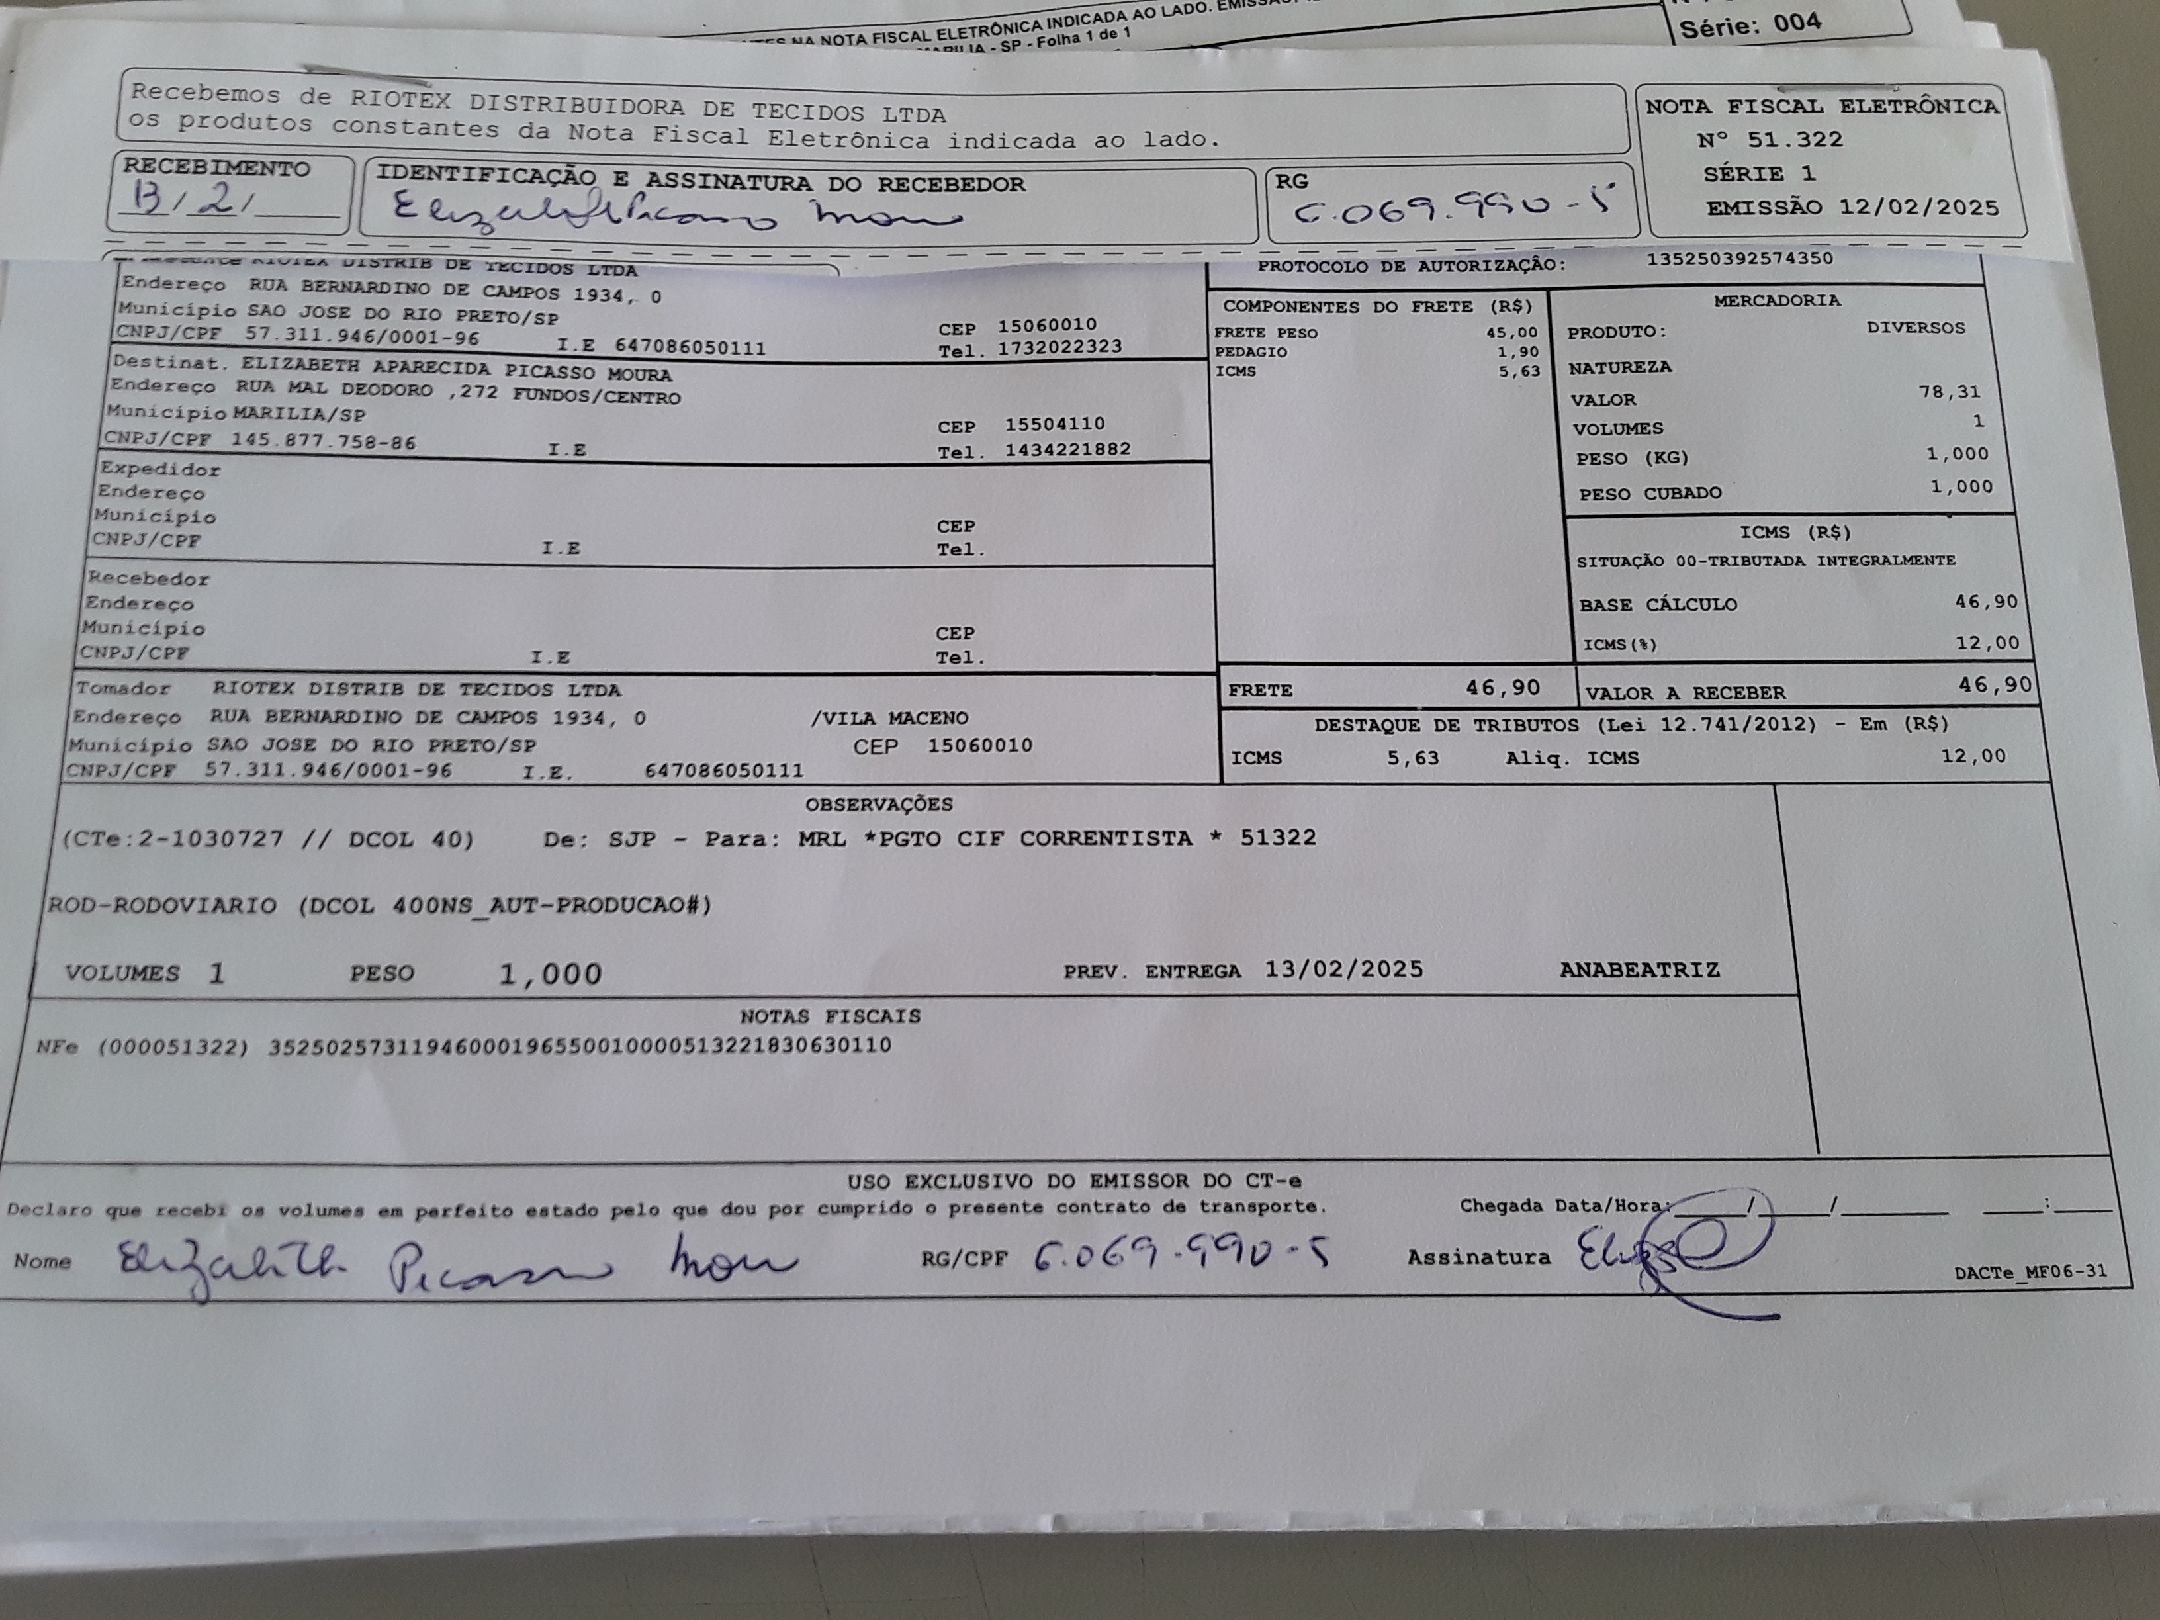 NA NOTA FISCAL ELETRÔNICA INDICADA AO LADO.
- SP - Folha 1 de 1
Série: 004
Recebemos de RIOTEX DISTRIBUIDORA DE TECIDOS LTDA
os produtos constantes da Nota Fiscal Eletrônica indicada ao lado.
NOTA FISCAL ELETRÔNICA
Nº 51.322
SÉRIE 1
EMISSÃO 12/02/2025
RECEBIMENTO
13/2/
IDENTIFICAÇÃO E ASSINATURA DO RECEBEDOR
Elizabeth Picasso Moura
RG
6.069.990-5
RIOTEX DISTRIB DE TECIDOS LTDA
Endereço RUA BERNARDINO DE CAMPOS 1934, 0
Município SAO JOSE DO RIO PRETO/SP CEP 15060010
CNPJ/CPF 57.311.946/0001-96 I.E 647086050111 Tel. 1732022323
Destinat. ELIZABETH APARECIDA PICASSO MOURA
Endereço RUA MAL DEODORO ,272 FUNDOS/CENTRO
Município MARILIA/SP CEP 15504110
CNPJ/CPF 145.877.758-86 I.E Tel. 1434221882
Expedidor
Endereço
Município CEP
CNPJ/CPF I.E Tel.
Recebedor
Endereço
Município CEP
CNPJ/CPF I.E Tel.
Tomador RIOTEX DISTRIB DE TECIDOS LTDA
Endereço RUA BERNARDINO DE CAMPOS 1934, 0 /VILA MACENO
Município SAO JOSE DO RIO PRETO/SP CEP 15060010
CNPJ/CPF 57.311.946/0001-96 I.E. 647086050111
PROTOCOLO DE AUTORIZAÇÃO: 135250392574350
COMPONENTES DO FRETE (R$)
FRETE PESO 45,00
PEDAGIO 1,90
ICMS 5,63
MERCADORIA
PRODUTO: DIVERSOS
NATUREZA
VALOR 78,31
VOLUMES 1
PESO (KG) 1,000
PESO CUBADO 1,000
ICMS (R$)
SITUAÇÃO 00-TRIBUTADA INTEGRALMENTE
BASE CÁLCULO 46,90
ICMS(%) 12,00
FRETE 46,90 VALOR A RECEBER 46,90
DESTAQUE DE TRIBUTOS (Lei 12.741/2012) - Em (R$)
ICMS 5,63 Aliq. ICMS 12,00
OBSERVAÇÕES
(CTe:2-1030727 // DCOL 40) De: SJP - Para: MRL *PGTO CIF CORRENTISTA * 51322
ROD-RODOVIARIO (DCOL 400NS_AUT-PRODUCAO#)
VOLUMES 1 PESO 1,000 PREV. ENTREGA 13/02/2025 ANABEATRIZ
NOTAS FISCAIS
NFe (000051322) 35250257311946000196550010000513221830630110
USO EXCLUSIVO DO EMISSOR DO CT-e
Declaro que recebi os volumes em perfeito estado pelo que dou por cumprido o presente contrato de transporte. Chegada Data/Hora: / / :
Nome Elizabeth Picasso Moura RG/CPF 6.069.990-5 Assinatura
DACTe_MF06-31